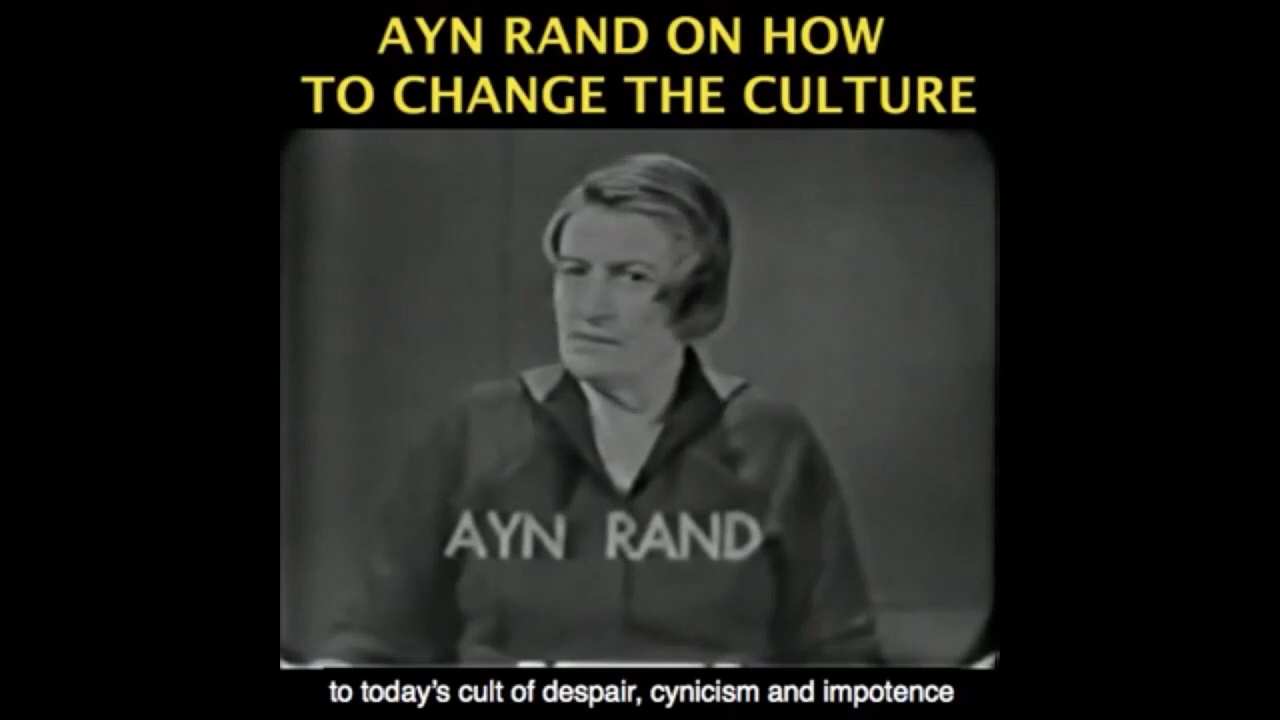 AYN RAND ON HOW
TO CHANGE THE CULTURE
AYN RAND
to today's cult of despair, cynicism and impotence